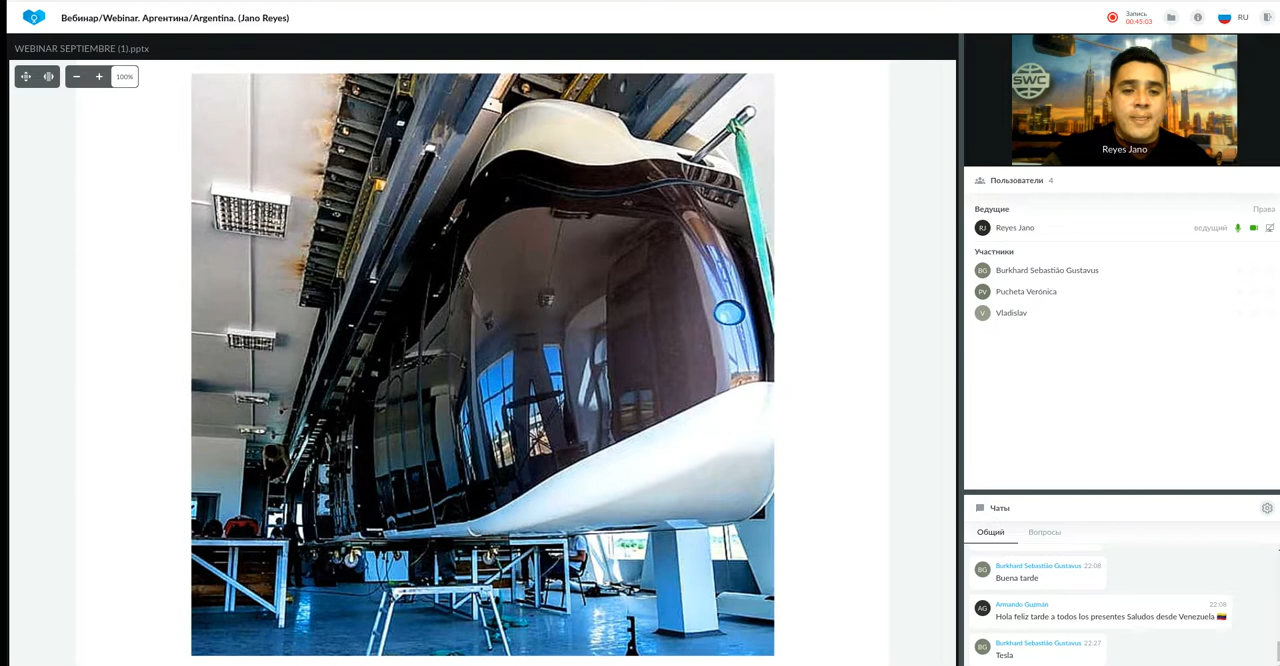 Вебинар/Webinar. Аргентина/Argentina. (Jano Reyes)
Запись
00:45:03
RU
WEBINAR SEPTIEMBRE (1).pptx
100%
SWC
Reyes Jano
Пользователи 4
Ведущие Права
RJ Reyes Jano ведущий
Участники
BG Burkhard Sebastião Gustavus
PV Pucheta Verónica
V Vladislav
Чаты
Общий Вопросы
BG Burkhard Sebastião Gustavus 22:08
Buena tarde
AG Armando Guzmán 22:08
Hola feliz tarde a todos los presentes Saludos desde Venezuela 🇻🇪
BG Burkhard Sebastião Gustavus 22:27
Tesla